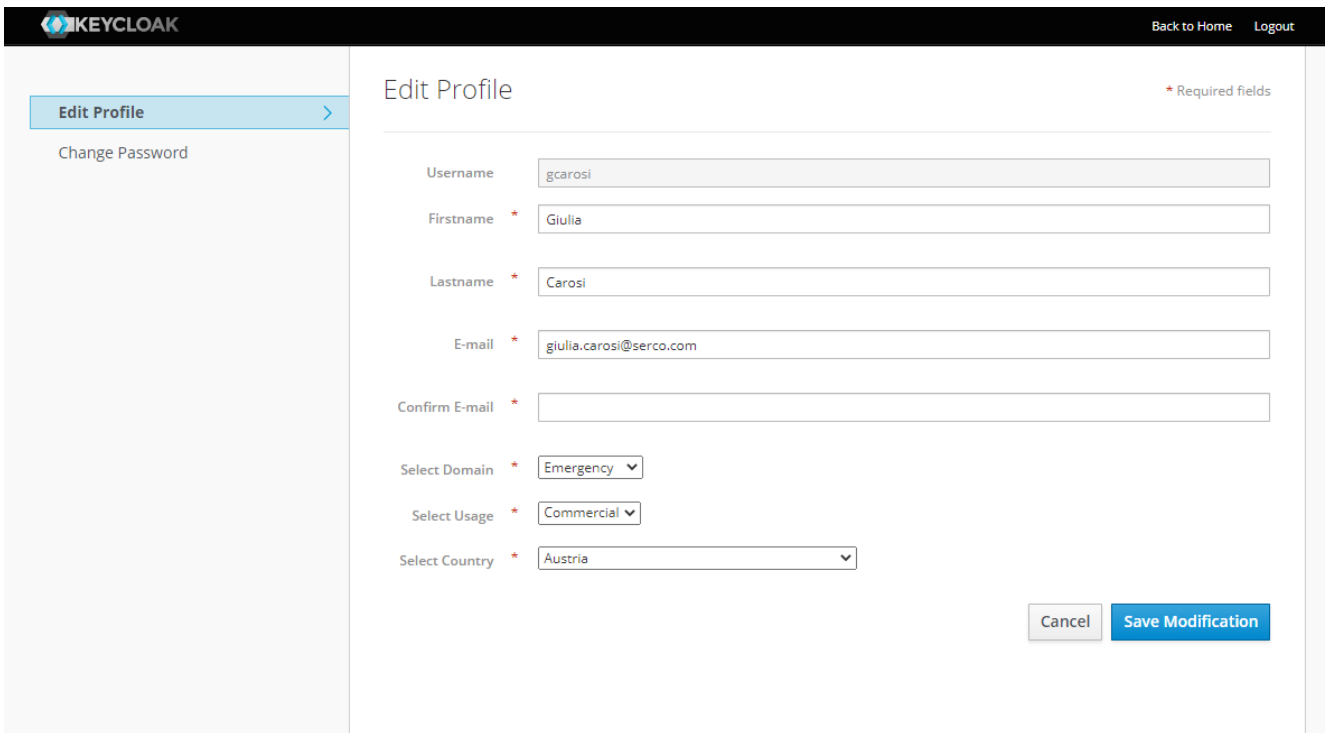 KEYCLOAK
Back to Home Logout
Edit Profile
Change Password
Edit Profile
* Required fields
Username gcarosi
Firstname * Giulia
Lastname * Carosi
E-mail * giulia.carosi@serco.com
Confirm E-mail *
Select Domain * Emergency
Select Usage * Commercial
Select Country * Austria
Cancel Save Modification